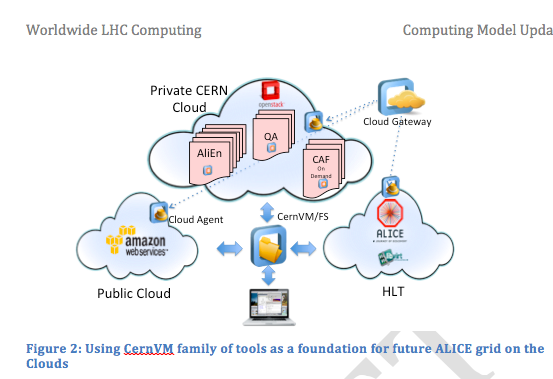 Worldwide LHC Computing
Computing Model Upda
Private CERN
Cloud
openstack
Cloud Gateway
QA
AliEn
CAF
On
Demand
Cloud Agent
CernVM/FS
amazon
webservices™
ALICE
Public Cloud
HLT
Figure 2: Using CernVM family of tools as a foundation for future ALICE grid on the
Clouds